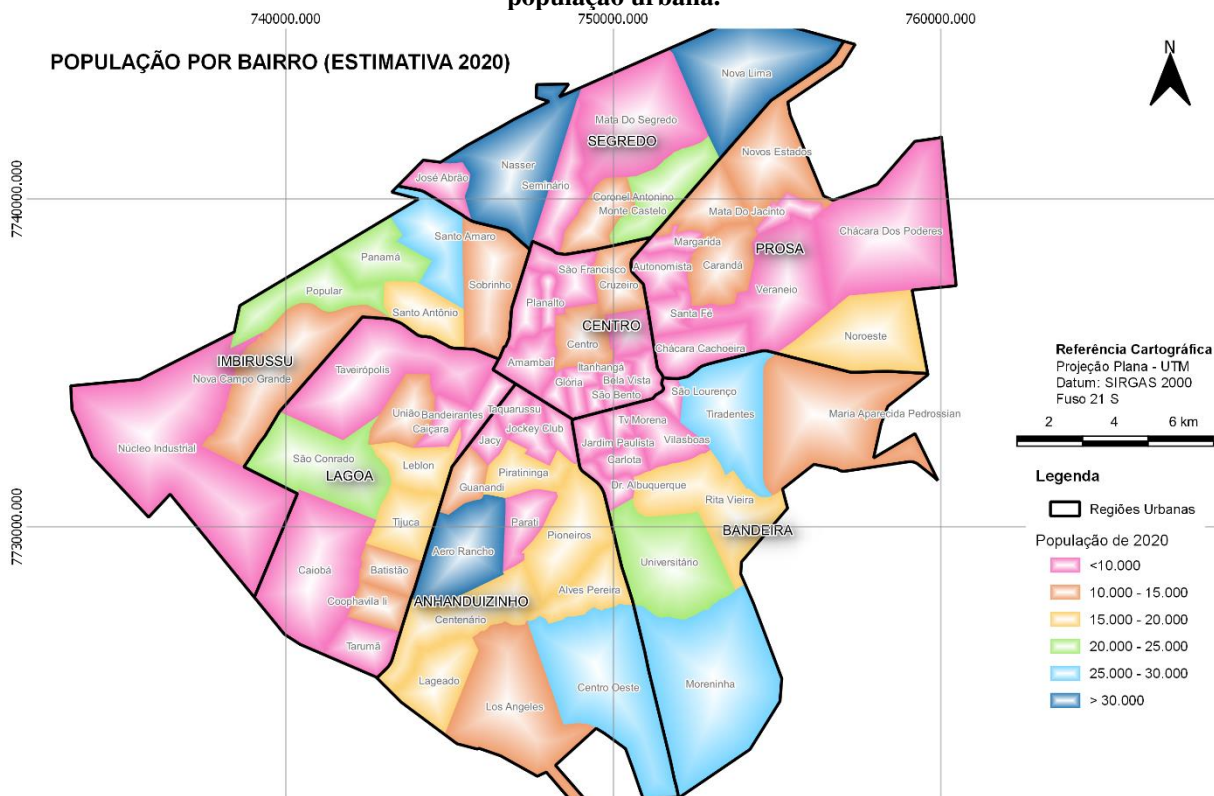 população urbana.
740000.000
750000.000
760000.000
POPULAÇÃO POR BAIRRO (ESTIMATIVA 2020)
N
Nova Lima
Mata Do Segredo
SEGREDO
Nasser
Novos Estados
José Abrão
Seminário
Coronel Antonino
Monte Castelo
Mata Do Jacinto
7740000.000
Chácara Dos Poderes
Santo Amaro
Margarida
PROSA
Panamá
São Francisco
Autonomista
Carandá
Sobrinho
Cruzeiro
Veraneio
Popular
Planalto
Santo Antônio
Santa Fé
CENTRO
Noroeste
Centro
Chácara Cachoeira
IMBIRUSSU
Amambaí
Itanhanga
Taveirópolis
Nova Campo Grande
Glória
Bela Vista
São Bento
São Lourenço
Tiradentes
Maria Aparecida Pedrossian
União
Bandeirantes
Taquarussu
Tv Morena
Caiçara
Jockey Club
Núcleo Industrial
Jacy
Jardim Paulista
Vilasboas
São Conrado
Leblon
Carlota
LAGOA
Piratininga
Guanandi
Dr. Albuquerque
Rita Vieira
Tijuca
Parati
Pioneiros
BANDEIRA
7730000.000
Aero Rancho
Universitário
Caiobá
Batistão
Alves Pereira
Coophavila Ii
ANHANDUIZINHO
Centenário
Tarumã
Lageado
Centro Oeste
Moreninha
Los Angeles
Referência Cartográfica
Projeção Plana - UTM
Datum: SIRGAS 2000
Fuso 21 S
2 4 6 km
Legenda
Regiões Urbanas
População de 2020
<10.000
10.000 - 15.000
15.000 - 20.000
20.000 - 25.000
25.000 - 30.000
> 30.000